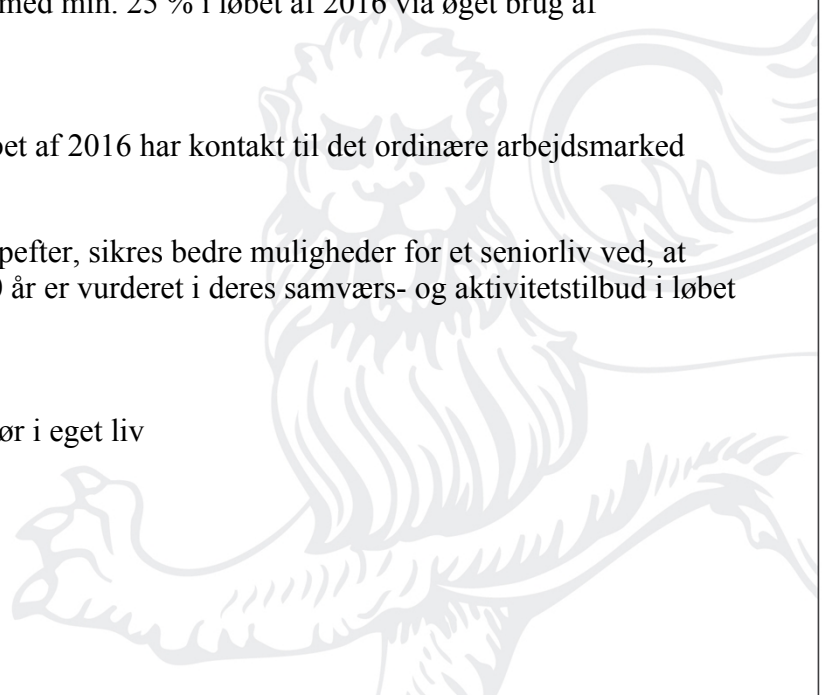 med min. 25 % i løbet af 2016 via øget brug af
bet af 2016 har kontakt til det ordinære arbejdsmarked
pefter, sikres bedre muligheder for et seniorliv ved, at
år er vurderet i deres samværs- og aktivitetstilbud i løbet
ør i eget liv